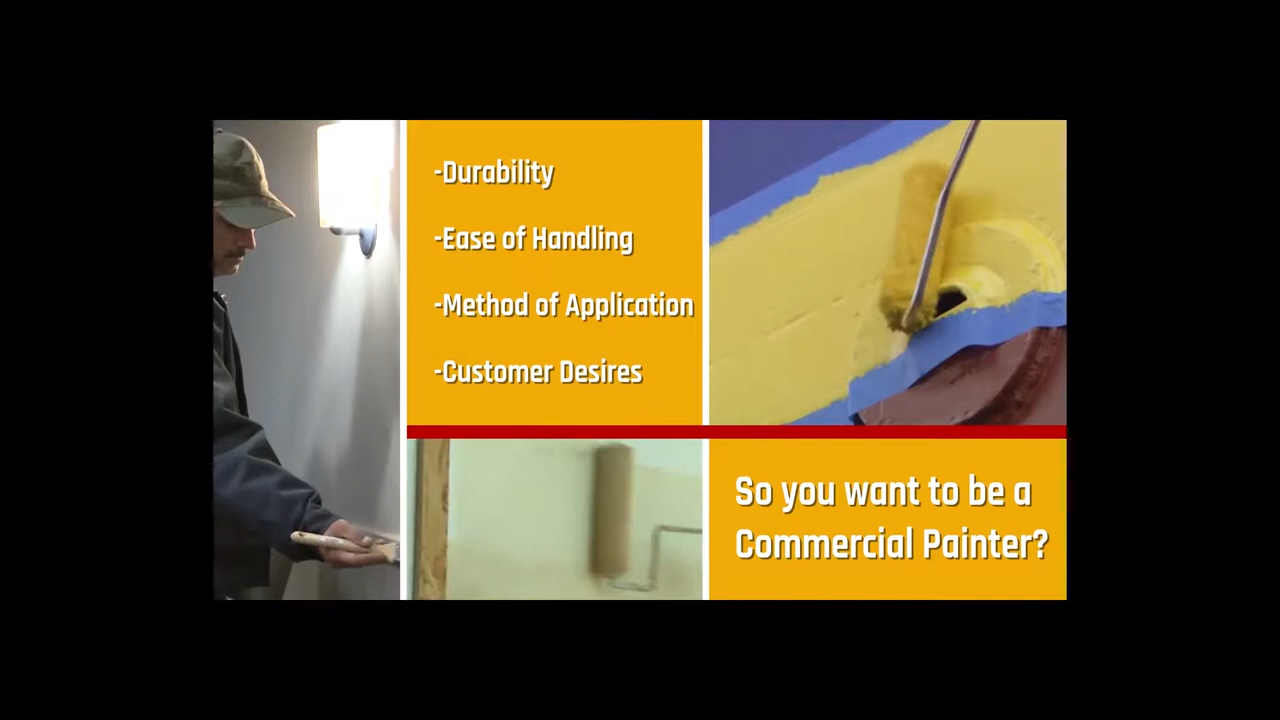 -Durability
-Ease of Handling
-Method of Application
-Customer Desires
So you want to be a
Commercial Painter?